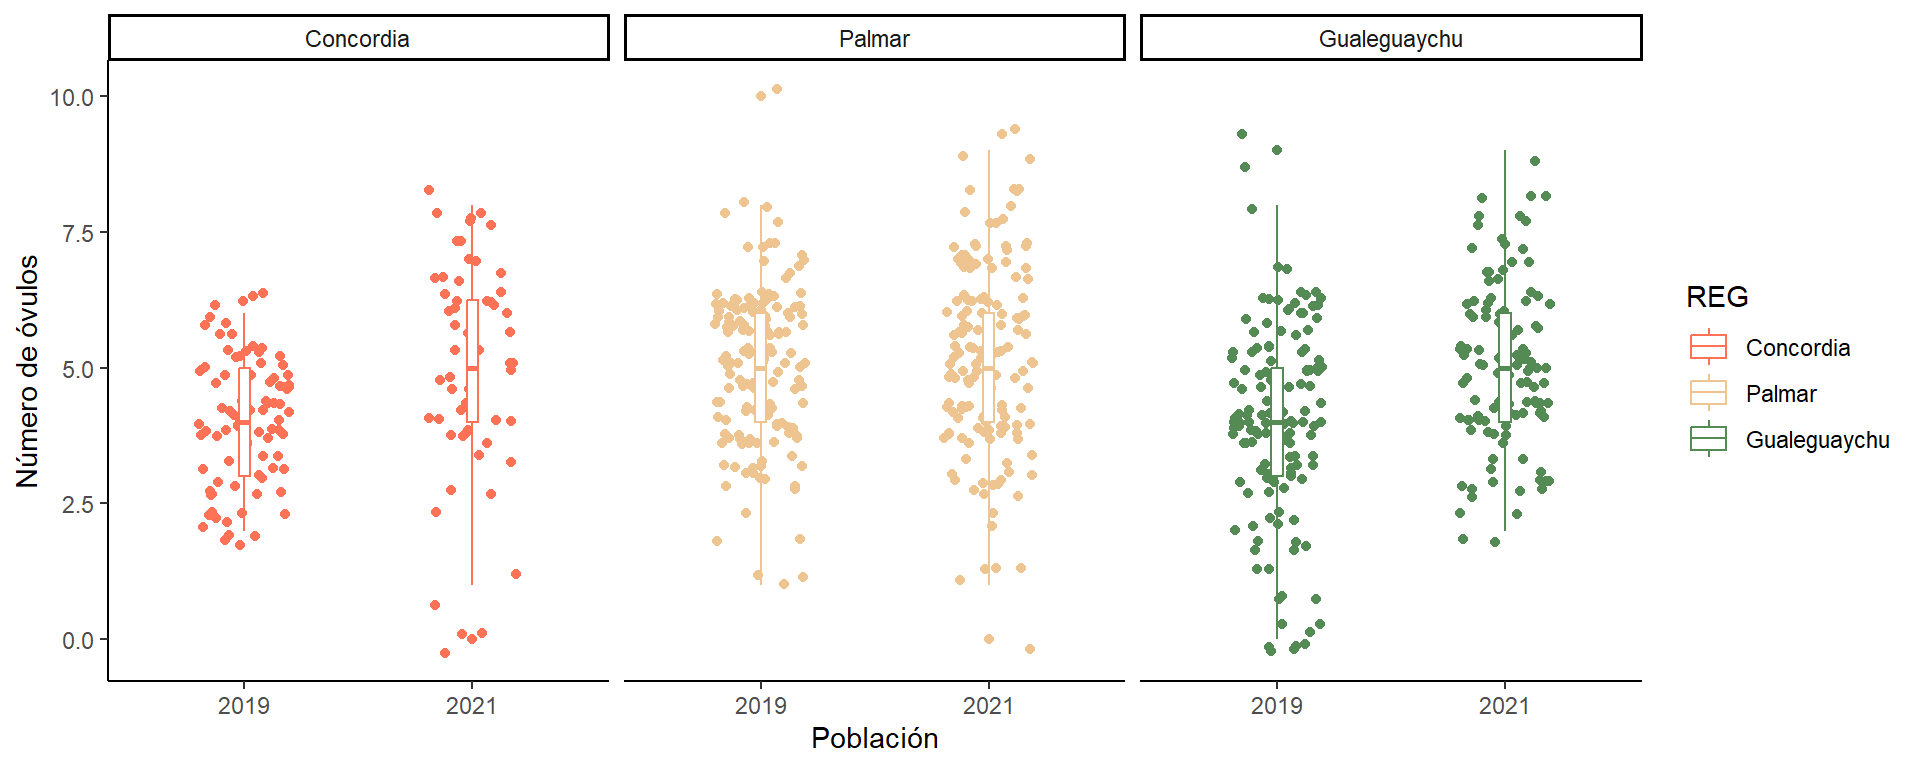 Concordia
Palmar
Gualeguaychu
10.0
7.5
5.0
2.5
0.0
Número de óvulos
2019
2021
2019
2021
2019
2021
Población
REG
Concordia
Palmar
Gualeguaychu